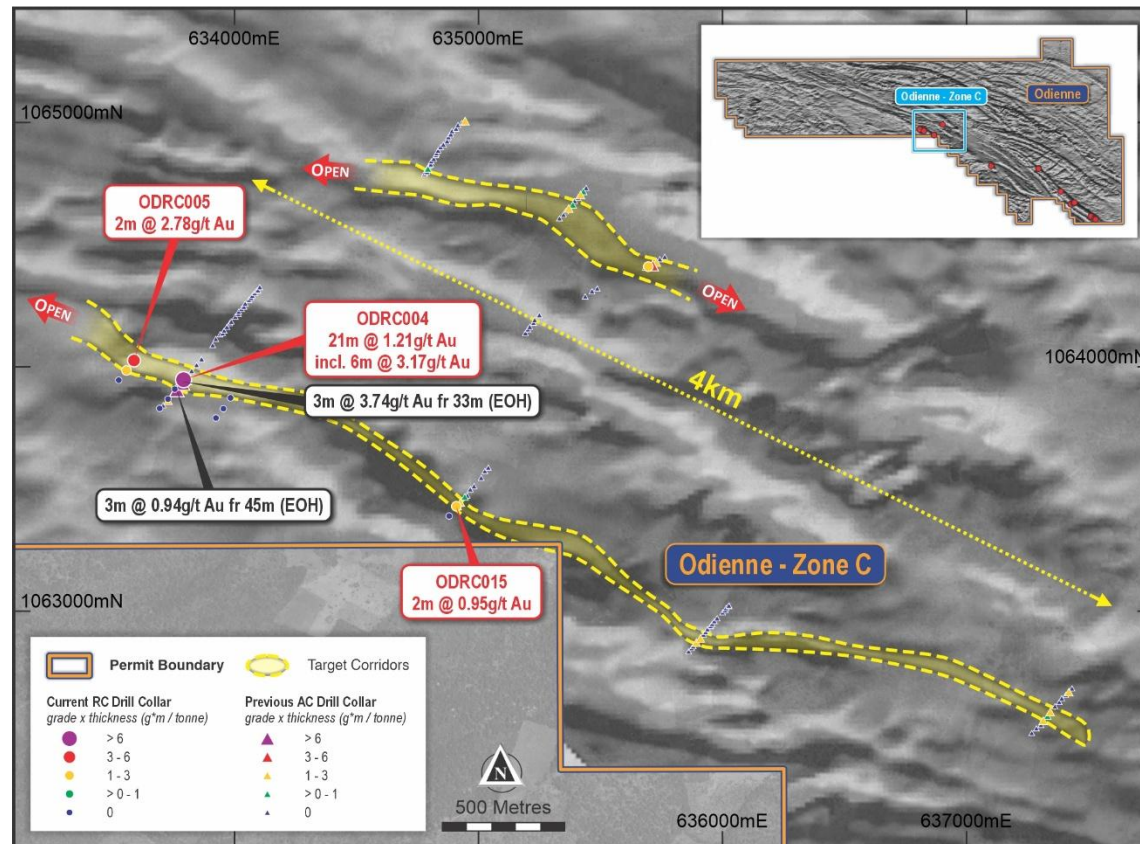 634000mE
635000mE
1065000mN
Odienne - Zone C
Odienne
OPEN
ODRC005
2m @ 2.78g/t Au
OPEN
OPEN
ODRC004
21m @ 1.21g/t Au
incl. 6m @ 3.17g/t Au
1064000mN
3m @ 3.74g/t Au fr 33m (EOH)
4km
3m @ 0.94g/t Au fr 45m (EOH)
Odienne - Zone C
ODRC015
2m @ 0.95g/t Au
1063000mN
Permit Boundary
Target Corridors
Current RC Drill Collar
grade x thickness (g*m / tonne)
> 6
3 - 6
1 - 3
> 0 - 1
0
Previous AC Drill Collar
grade x thickness (g*m / tonne)
> 6
3 - 6
1 - 3
> 0 - 1
0
N
500 Metres
636000mE
637000mE